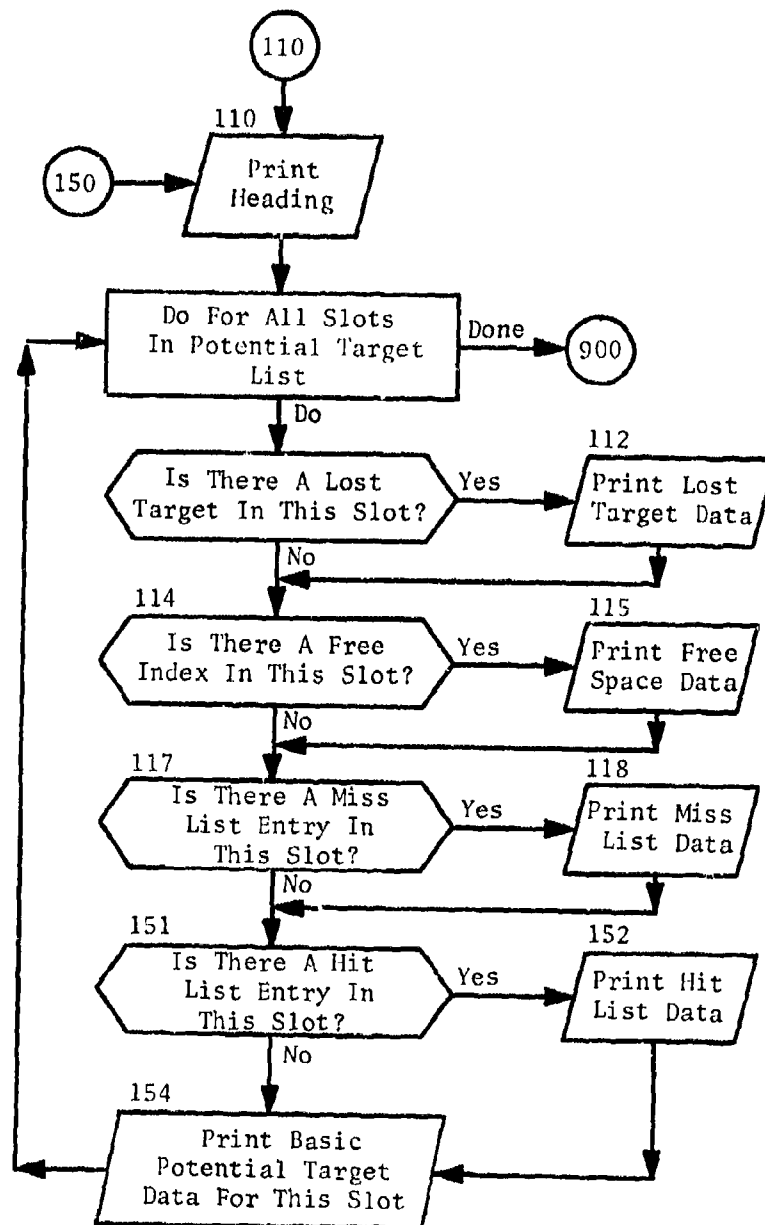 110
110
150
Print
Heading
Do For All Slots
In Potential Target
List
Done
900
Do
112
Is There A Lost
Target In This Slot?
Yes
Print Lost
Target Data
No
114
115
Is There A Free
Index In This Slot?
Yes
Print Free
Space Data
No
117
118
Is There A Miss
List Entry In
This Slot?
Yes
Print Miss
List Data
No
151
152
Is There A Hit
List Entry In
This Slot?
Yes
Print Hit
List Data
No
154
Print Basic
Potential Target
Data For This Slot